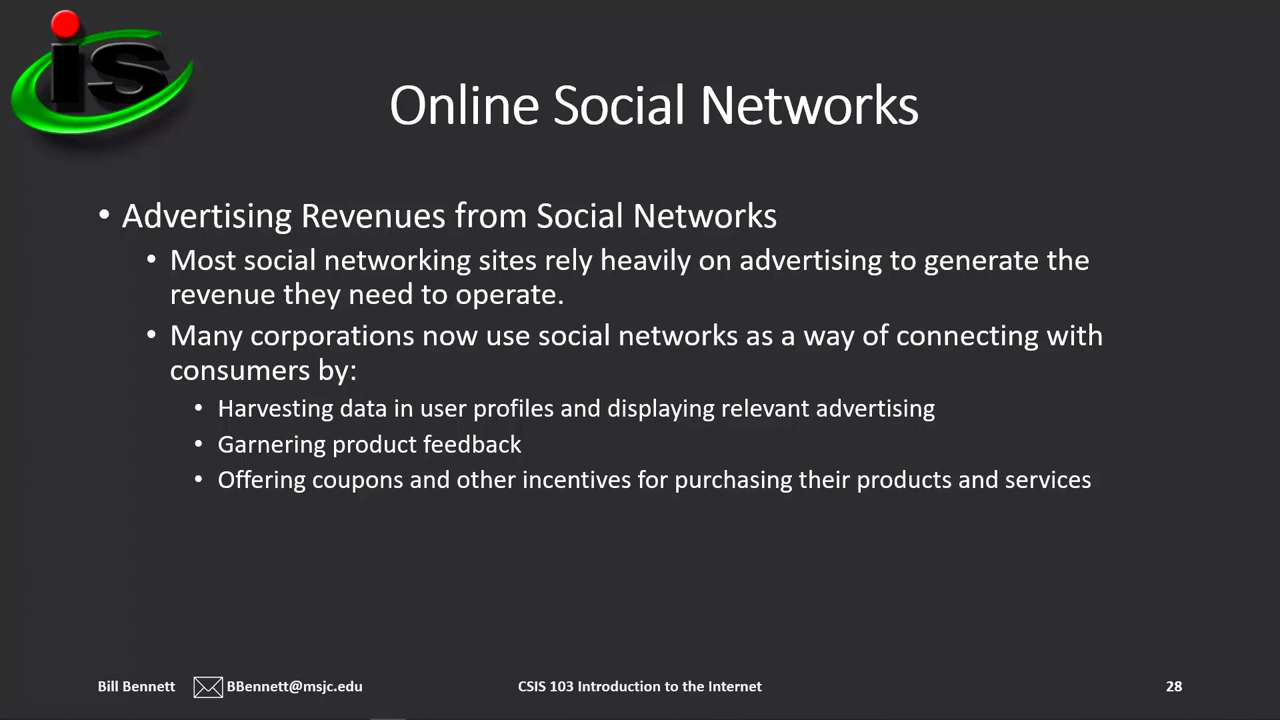 is
Online Social Networks
• Advertising Revenues from Social Networks
• Most social networking sites rely heavily on advertising to generate the
revenue they need to operate.
• Many corporations now use social networks as a way of connecting with
consumers by:
• Harvesting data in user profiles and displaying relevant advertising
• Garnering product feedback
• Offering coupons and other incentives for purchasing their products and services
Bill Bennett BBennett@msjc.edu CSIS 103 Introduction to the Internet 28